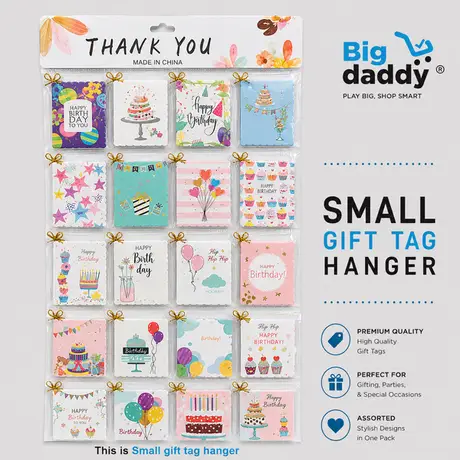 THANK YOU
MADE IN CHINA
Big
daddy®
PLAY BIG, SHOP SMART
HAPPY
BIRTH
DAY
TO YOU
Happy
Birthday
HAPPY
BIRTHDAY
HAPPY
BIRTHDAY
HAPPY
Birth
day
HAPPY
Birthday!
Birthday
Hip Hip
HAPPY
BIRTHDAY!
HAPPY
BIRTHDAY
SMALL
GIFT TAG
HANGER
PREMIUM QUALITY
High Quality
Gift Tags
PERFECT FOR
Gifting, Parties,
& Special Occasions
ASSORTED
Stylish Designs
in One Pack
This is Small gift tag hanger